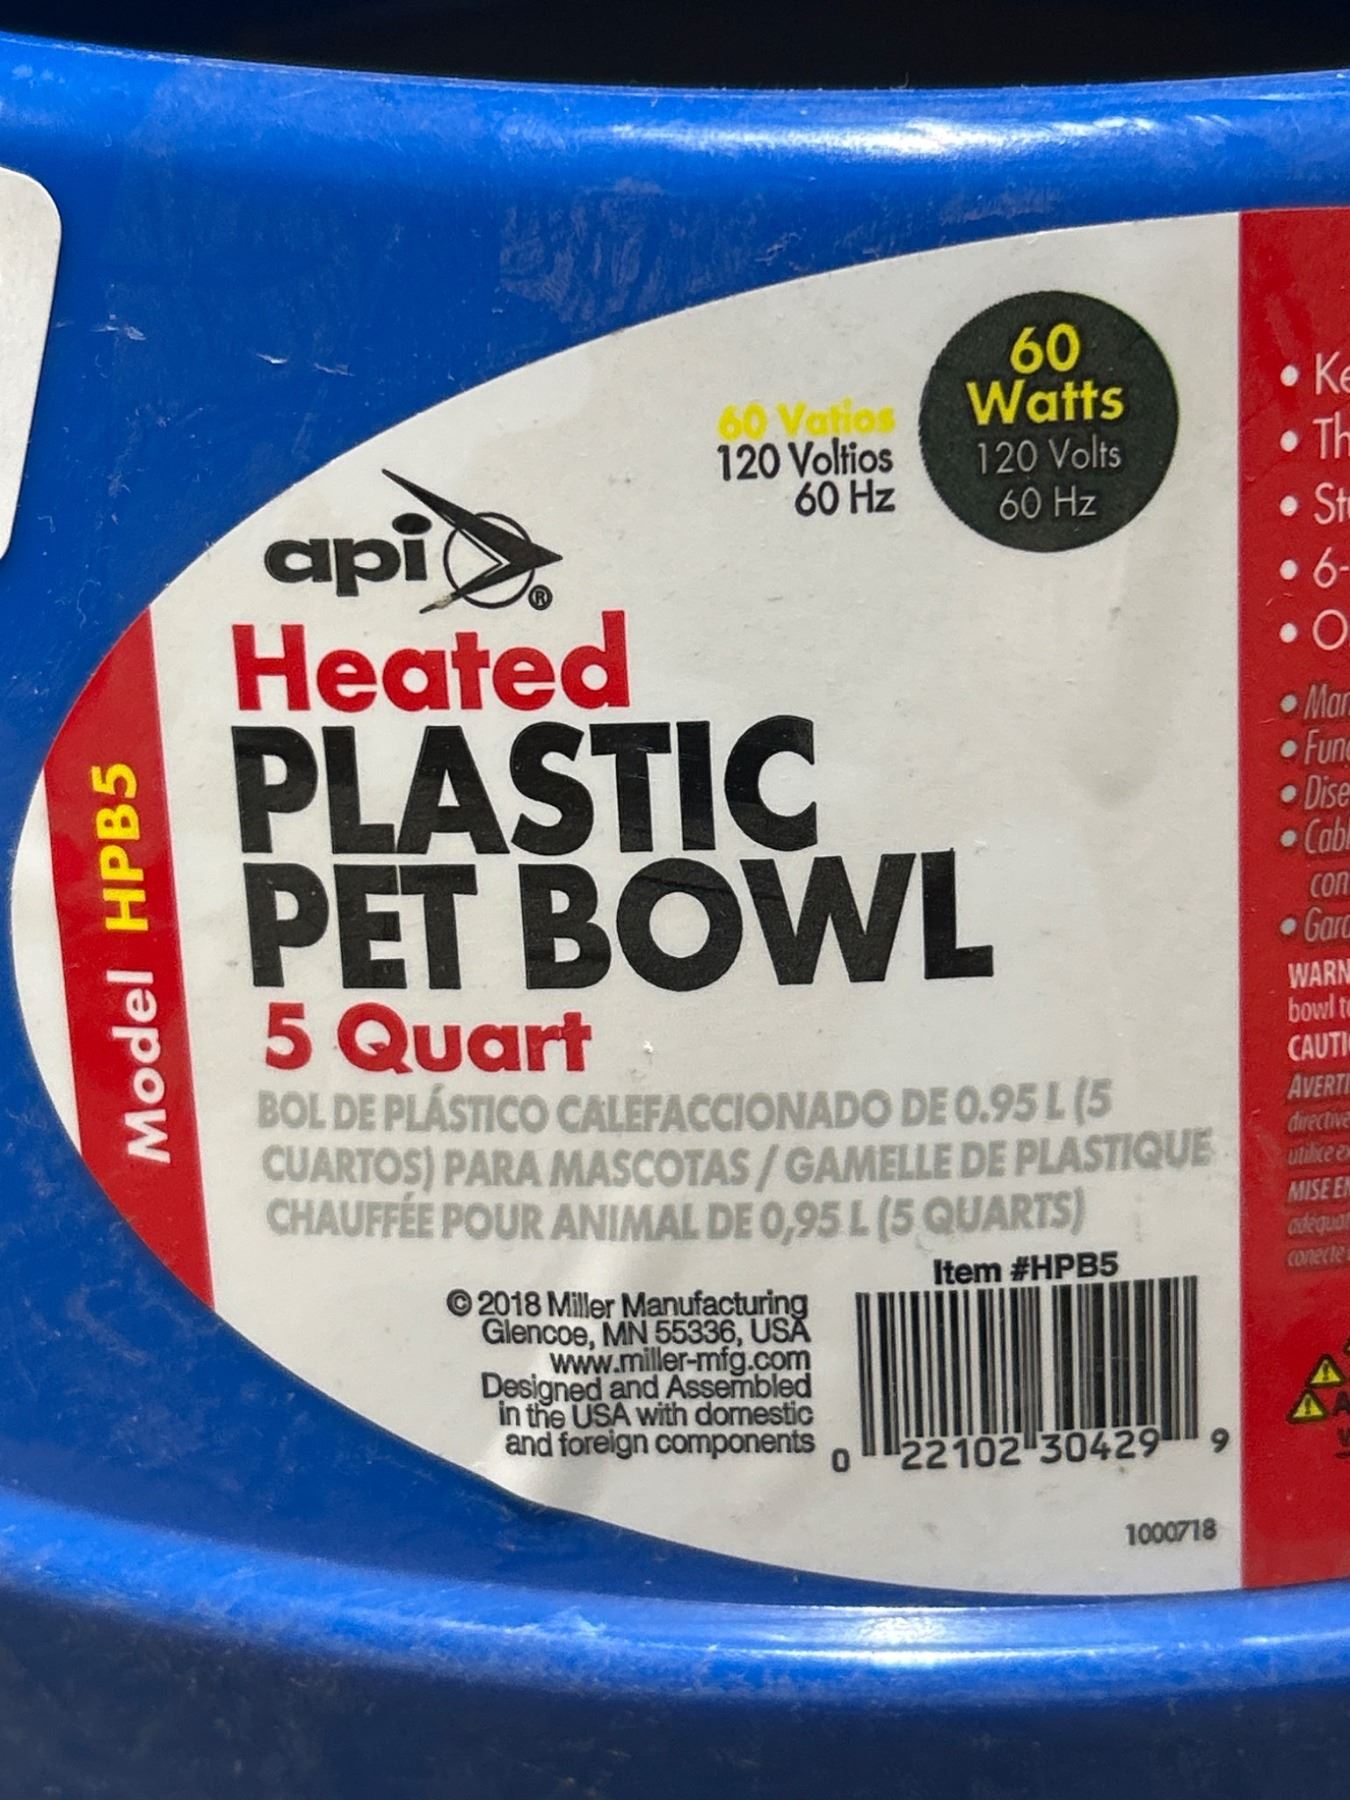 60
Watts
120 Volts
60 Hz
60 Vatios
120 Voltios
60 Hz
api®
Heated
PLASTIC
PET BOWL
5 Quart
Model HPB5
BOL DE PLÁSTICO CALEFACCIONADO DE 0.95 L (5
CUARTOS) PARA MASCOTAS / GAMELLE DE PLASTIQUE
CHAUFFÉE POUR ANIMAL DE 0,95 L (5 QUARTS)
Item #HPB5
© 2018 Miller Manufacturing
Glencoe, MN 55336, USA
www.miller-mfg.com
Designed and Assembled
in the USA with domestic
and foreign components
0 22102 30429 9
1000718
• 6-
bowl